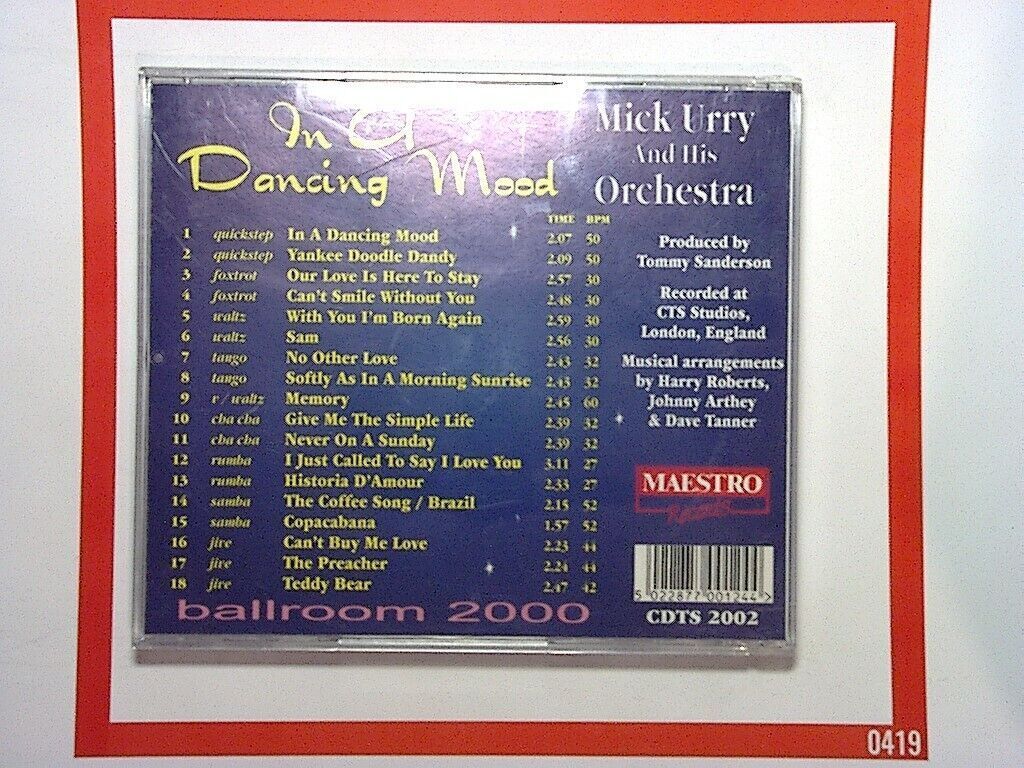 In A
Dancing Mood
Mick Urry
And His
Orchestra
TIME BPM
1 quickstep In A Dancing Mood 2.07 50
2 quickstep Yankee Doodle Dandy 2.09 50
3 foxtrot Our Love Is Here To Stay 2.57 30
4 foxtrot Can't Smile Without You 2.48 30
5 waltz With You I'm Born Again 2.59 30
6 waltz Sam 2.56 30
7 tango No Other Love 2.43 32
8 tango Softly As In A Morning Sunrise 2.43 32
9 v / waltz Memory 2.45 60
10 cha cha Give Me The Simple Life 2.39 32
11 cha cha Never On A Sunday 2.39 32
12 rumba I Just Called To Say I Love You 3.11 27
13 rumba Historia D'Amour 2.33 27
14 samba The Coffee Song / Brazil 2.15 52
15 samba Copacabana 1.57 52
16 jive Can't Buy Me Love 2.23 44
17 jive The Preacher 2.24 44
18 jive Teddy Bear 2.47 42
ballroom 2000
Produced by
Tommy Sanderson
Recorded at
CTS Studios,
London, England
Musical arrangements
by Harry Roberts,
Johnny Arthey
& Dave Tanner
MAESTRO
Records
5 022877 001244 >
CDTS 2002
0419